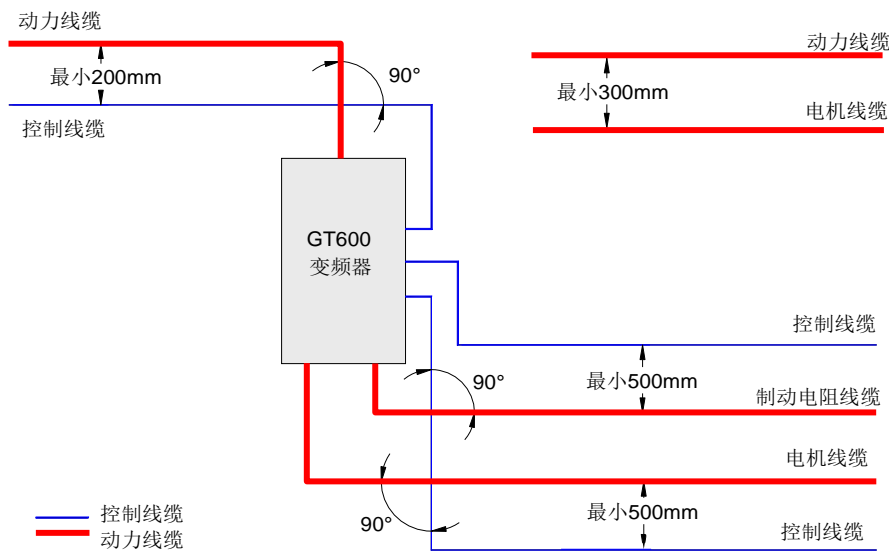 动力线缆
最小200mm
控制线缆
90°
动力线缆
最小300mm
电机线缆
GT600
变频器
控制线缆
最小500mm
90°
制动电阻线缆
电机线缆
90°
最小500mm
控制线缆
控制线缆
动力线缆